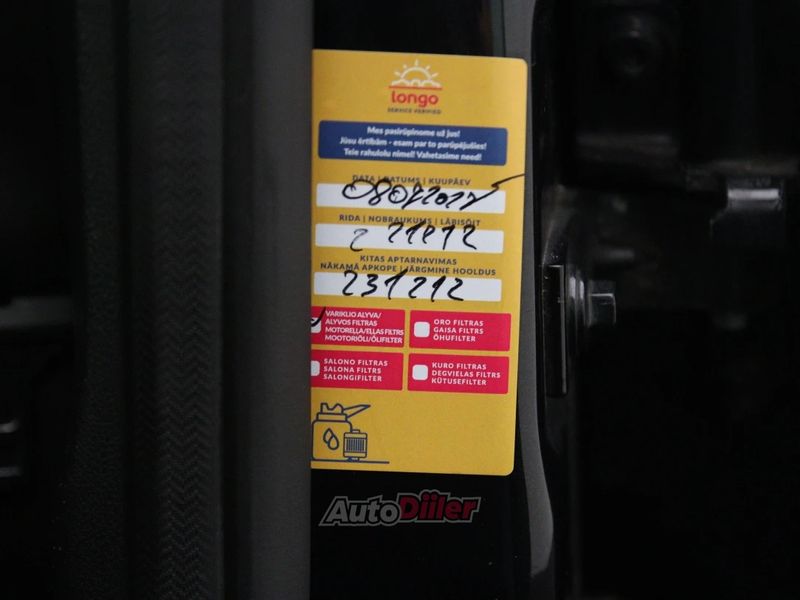 longo
SERVICE VERIFIED
Mes pasirūpinome už jus!
Jūsu ērtībām - esam par to parūpējušies!
Teie rahulolu nimel! Vahetasime need!
DATA | DATUMS | KUUPÄEV
RIDA | NOBRAUKUMS | LÄBISÕIT
KITAS APTARNAVIMAS
NĀKAMĀ APKOPE | JÄRGMINE HOOLDUS
231212
VARIKLIO ALYVA/
ALYVOS FILTRAS
MOTOREĻĻA/EĻĻAS FILTRS
MOOTORIÕLI/ÕLIFILTER
ORO FILTRAS
GAISA FILTRS
ÕHUFILTER
SALONO FILTRAS
SALONA FILTRS
SALONGIFILTER
KURO FILTRAS
DEGVIELAS FILTRS
KÜTUSEFILTER
AutoDiiler